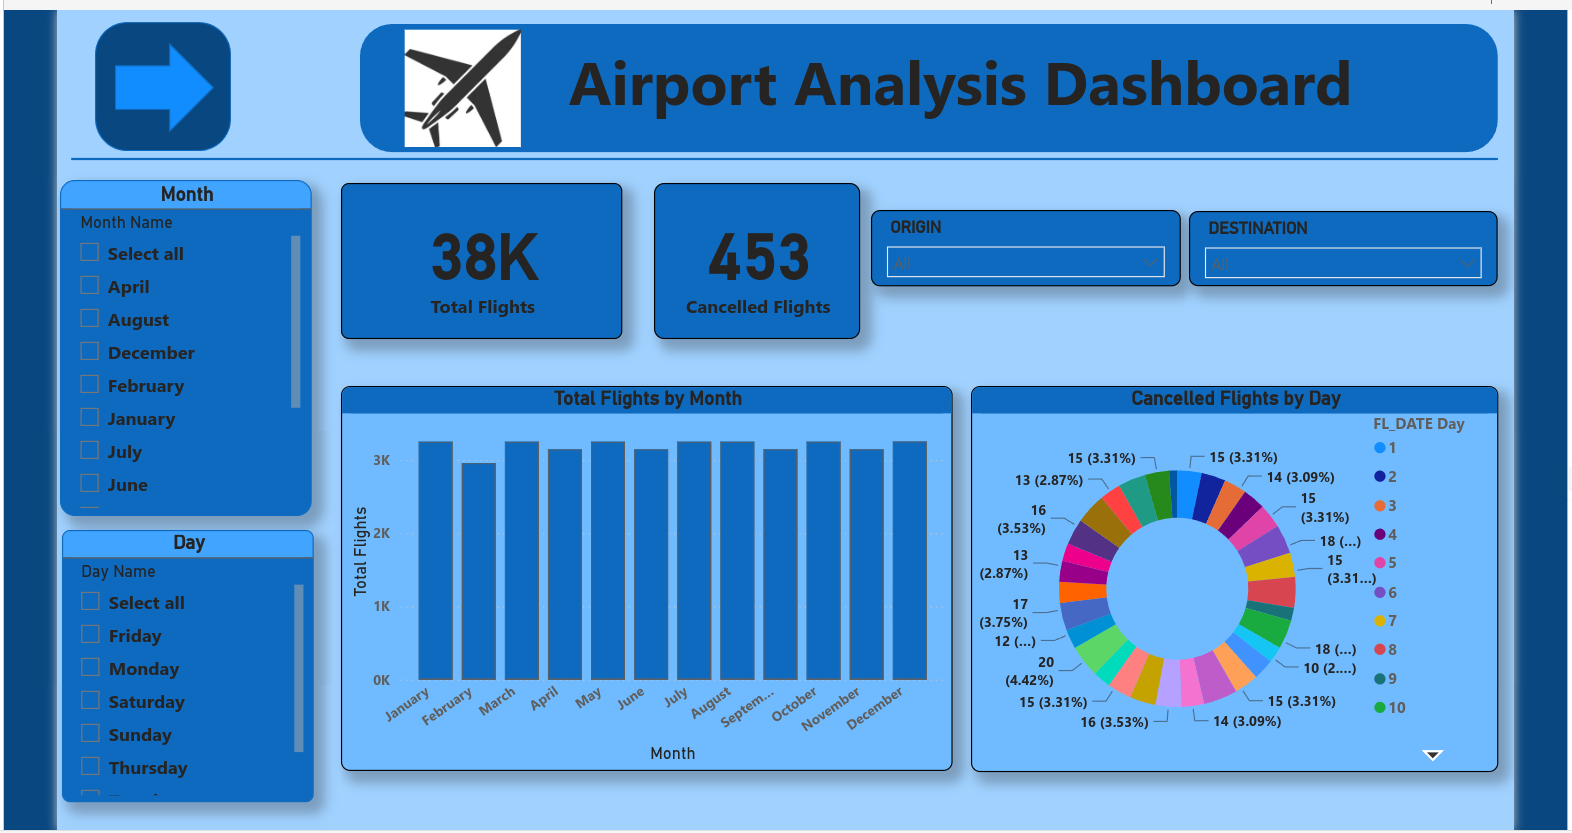 Airport Analysis Dashboard
Month
Month Name
Select all
April
August
December
February
January
July
June
Day
Day Name
Select all
Friday
Monday
Saturday
Sunday
Thursday
38K
Total Flights
453
Cancelled Flights
ORIGIN
All
DESTINATION
All
Total Flights by Month
Total Flights
3K
2K
1K
0K
January
February
March
April
May
June
July
August
Septem...
October
November
December
Month
Cancelled Flights by Day
FL_DATE Day
1
2
3
4
5
6
7
8
9
10
15 (3.31%)
14 (3.09%)
15
(3.31%)
18 (...)
15
(3.31...)
18 (...)
10 (2....)
15 (3.31%)
14 (3.09%)
16 (3.53%)
15 (3.31%)
20
(4.42%)
12 (...)
17
(3.75%)
13
(2.87%)
16
(3.53%)
13 (2.87%)
15 (3.31%)